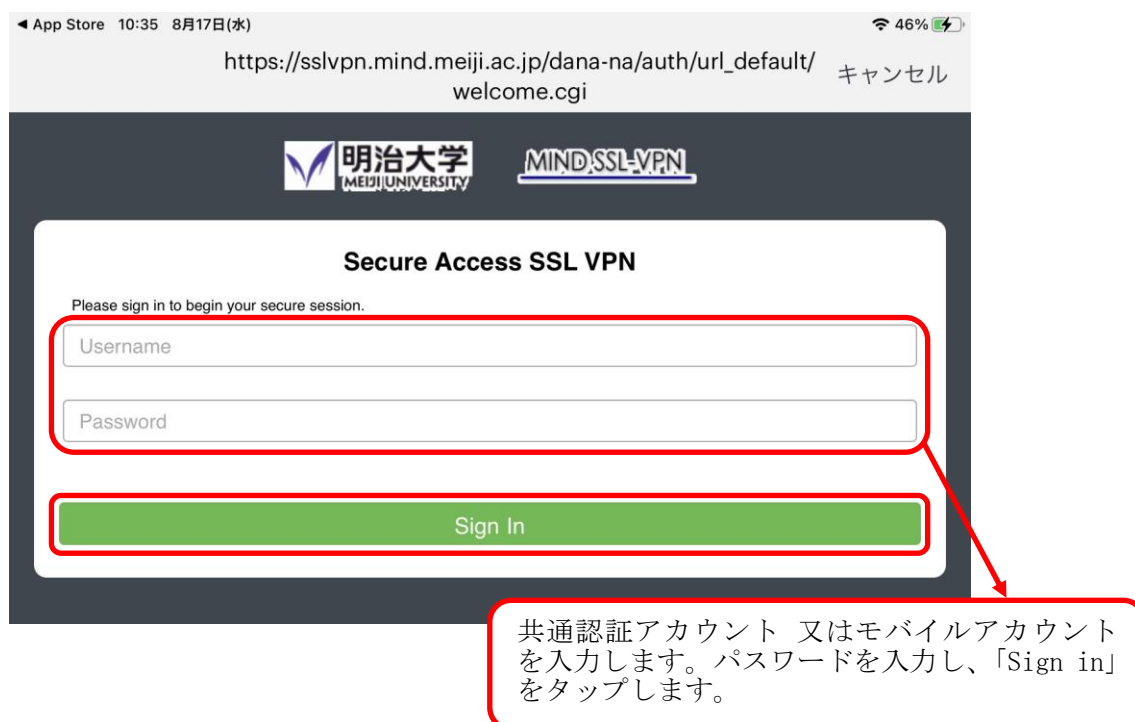 ◀ App Store 10:35 8月17日(水) 46%
https://sslvpn.mind.meiji.ac.jp/dana-na/auth/url_default/
welcome.cgi
キャンセル
明治大学
MEIJI UNIVERSITY
MIND SSL-VPN
Secure Access SSL VPN
Please sign in to begin your secure session.
Username
Password
Sign In
共通認証アカウント 又はモバイルアカウント
を入力します。パスワードを入力し、「Sign in」
をタップします。